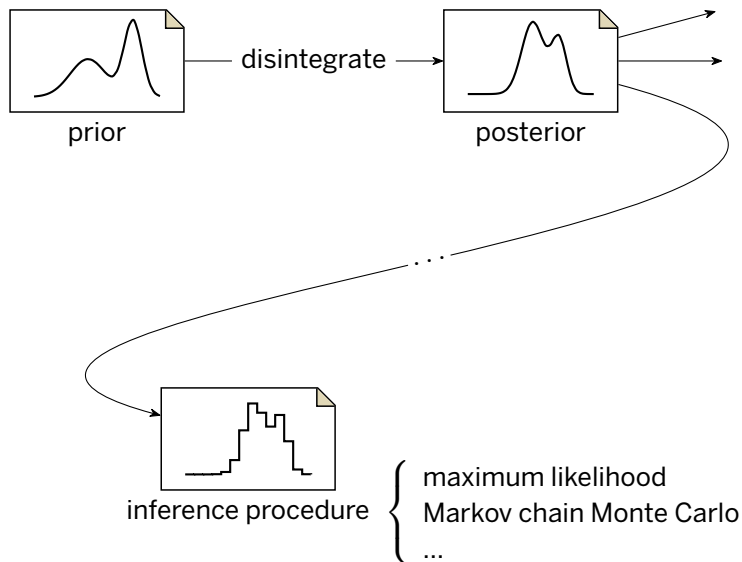 disintegrate
prior
posterior
...
inference procedure
maximum likelihood
Markov chain Monte Carlo
...